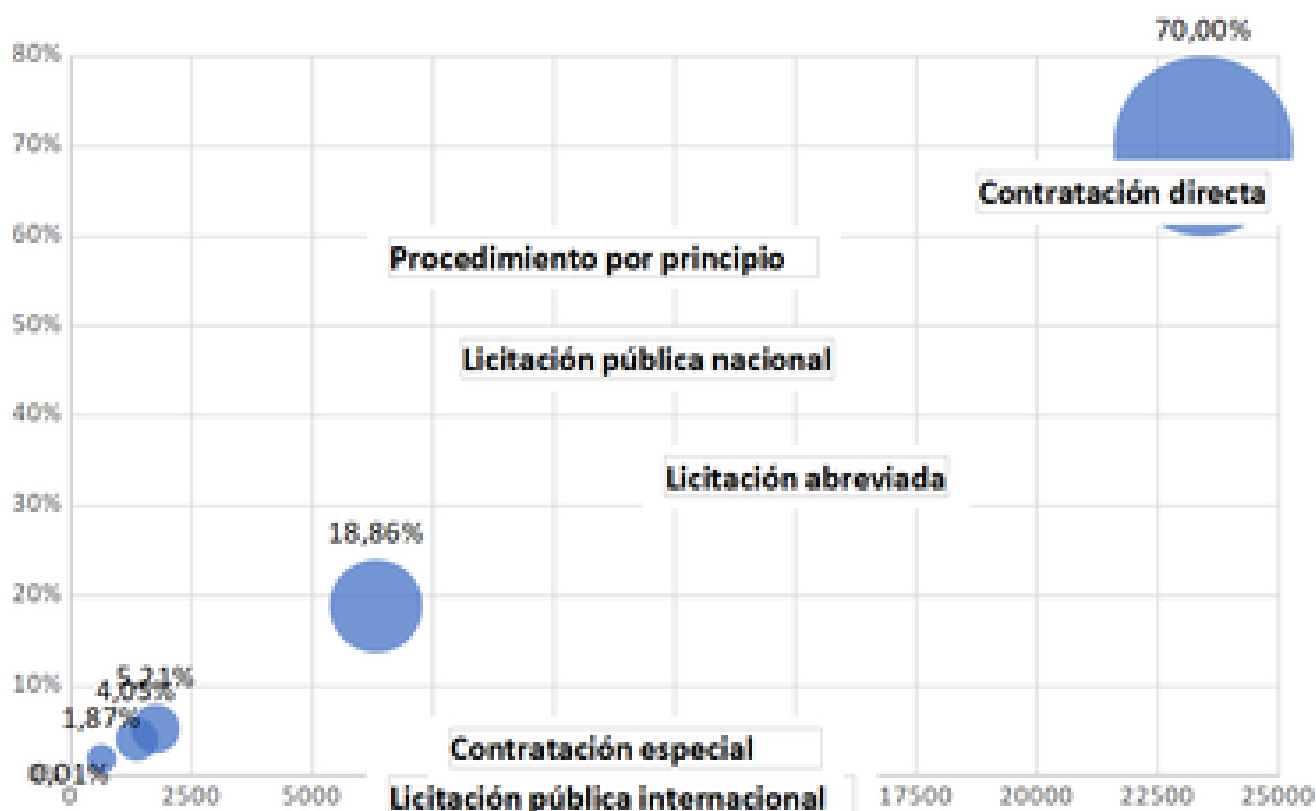 70,00%
80%
70%
Contratación directa
60%
Procedimiento por principio
50%
Licitación pública nacional
40%
Licitación abreviada
30%
18,86%
20%
5,21%
10%
4,05%
1,87%
Contratación especial
0,01%
0 2500 5000 17500 20000 22500 25000
Licitación pública internacional